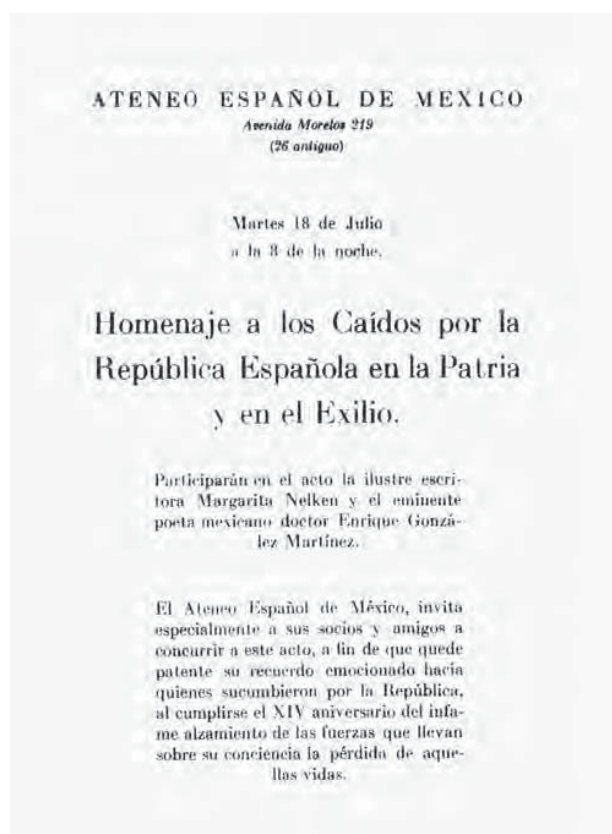 ATENEO ESPAÑOL DE MEXICO
Avenida Morelos 219
(26 antiguo)
Martes 18 de Julio
a la 8 de la noche.
Homenaje a los Caídos por la
República Española en la Patria
y en el Exilio.
Participarán en el acto la ilustre escri-
tora Margarita Nelken y el eminente
poeta mexicano doctor Enrique Gonzá-
lez Martínez.
El Ateneo Español de México, invita
especialmente a sus socios y amigos a
concurrir a este acto, a fin de que quede
patente su recuerdo emocionado hacia
quienes sucumbieron por la República,
al cumplirse el XIV aniversario del infa-
me alzamiento de las fuerzas que llevan
sobre su conciencia la pérdida de aque-
llas vidas.